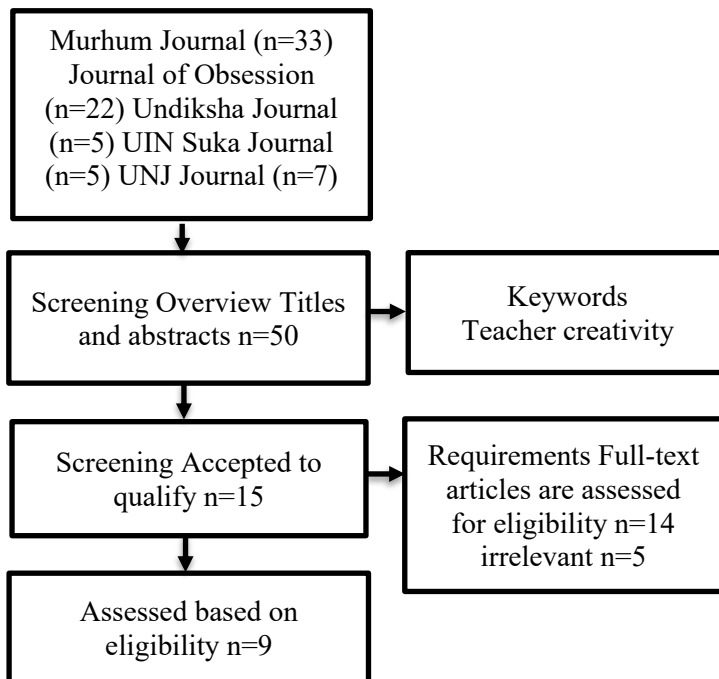 Murhum Journal (n=33)
Journal of Obsession
(n=22) Undiksha Journal
(n=5) UIN Suka Journal
(n=5) UNJ Journal (n=7)
Screening Overview Titles
and abstracts n=50
Keywords
Teacher creativity
Screening Accepted to
qualify n=15
Requirements Full-text
articles are assessed
for eligibility n=14
irrelevant n=5
Assessed based on
eligibility n=9